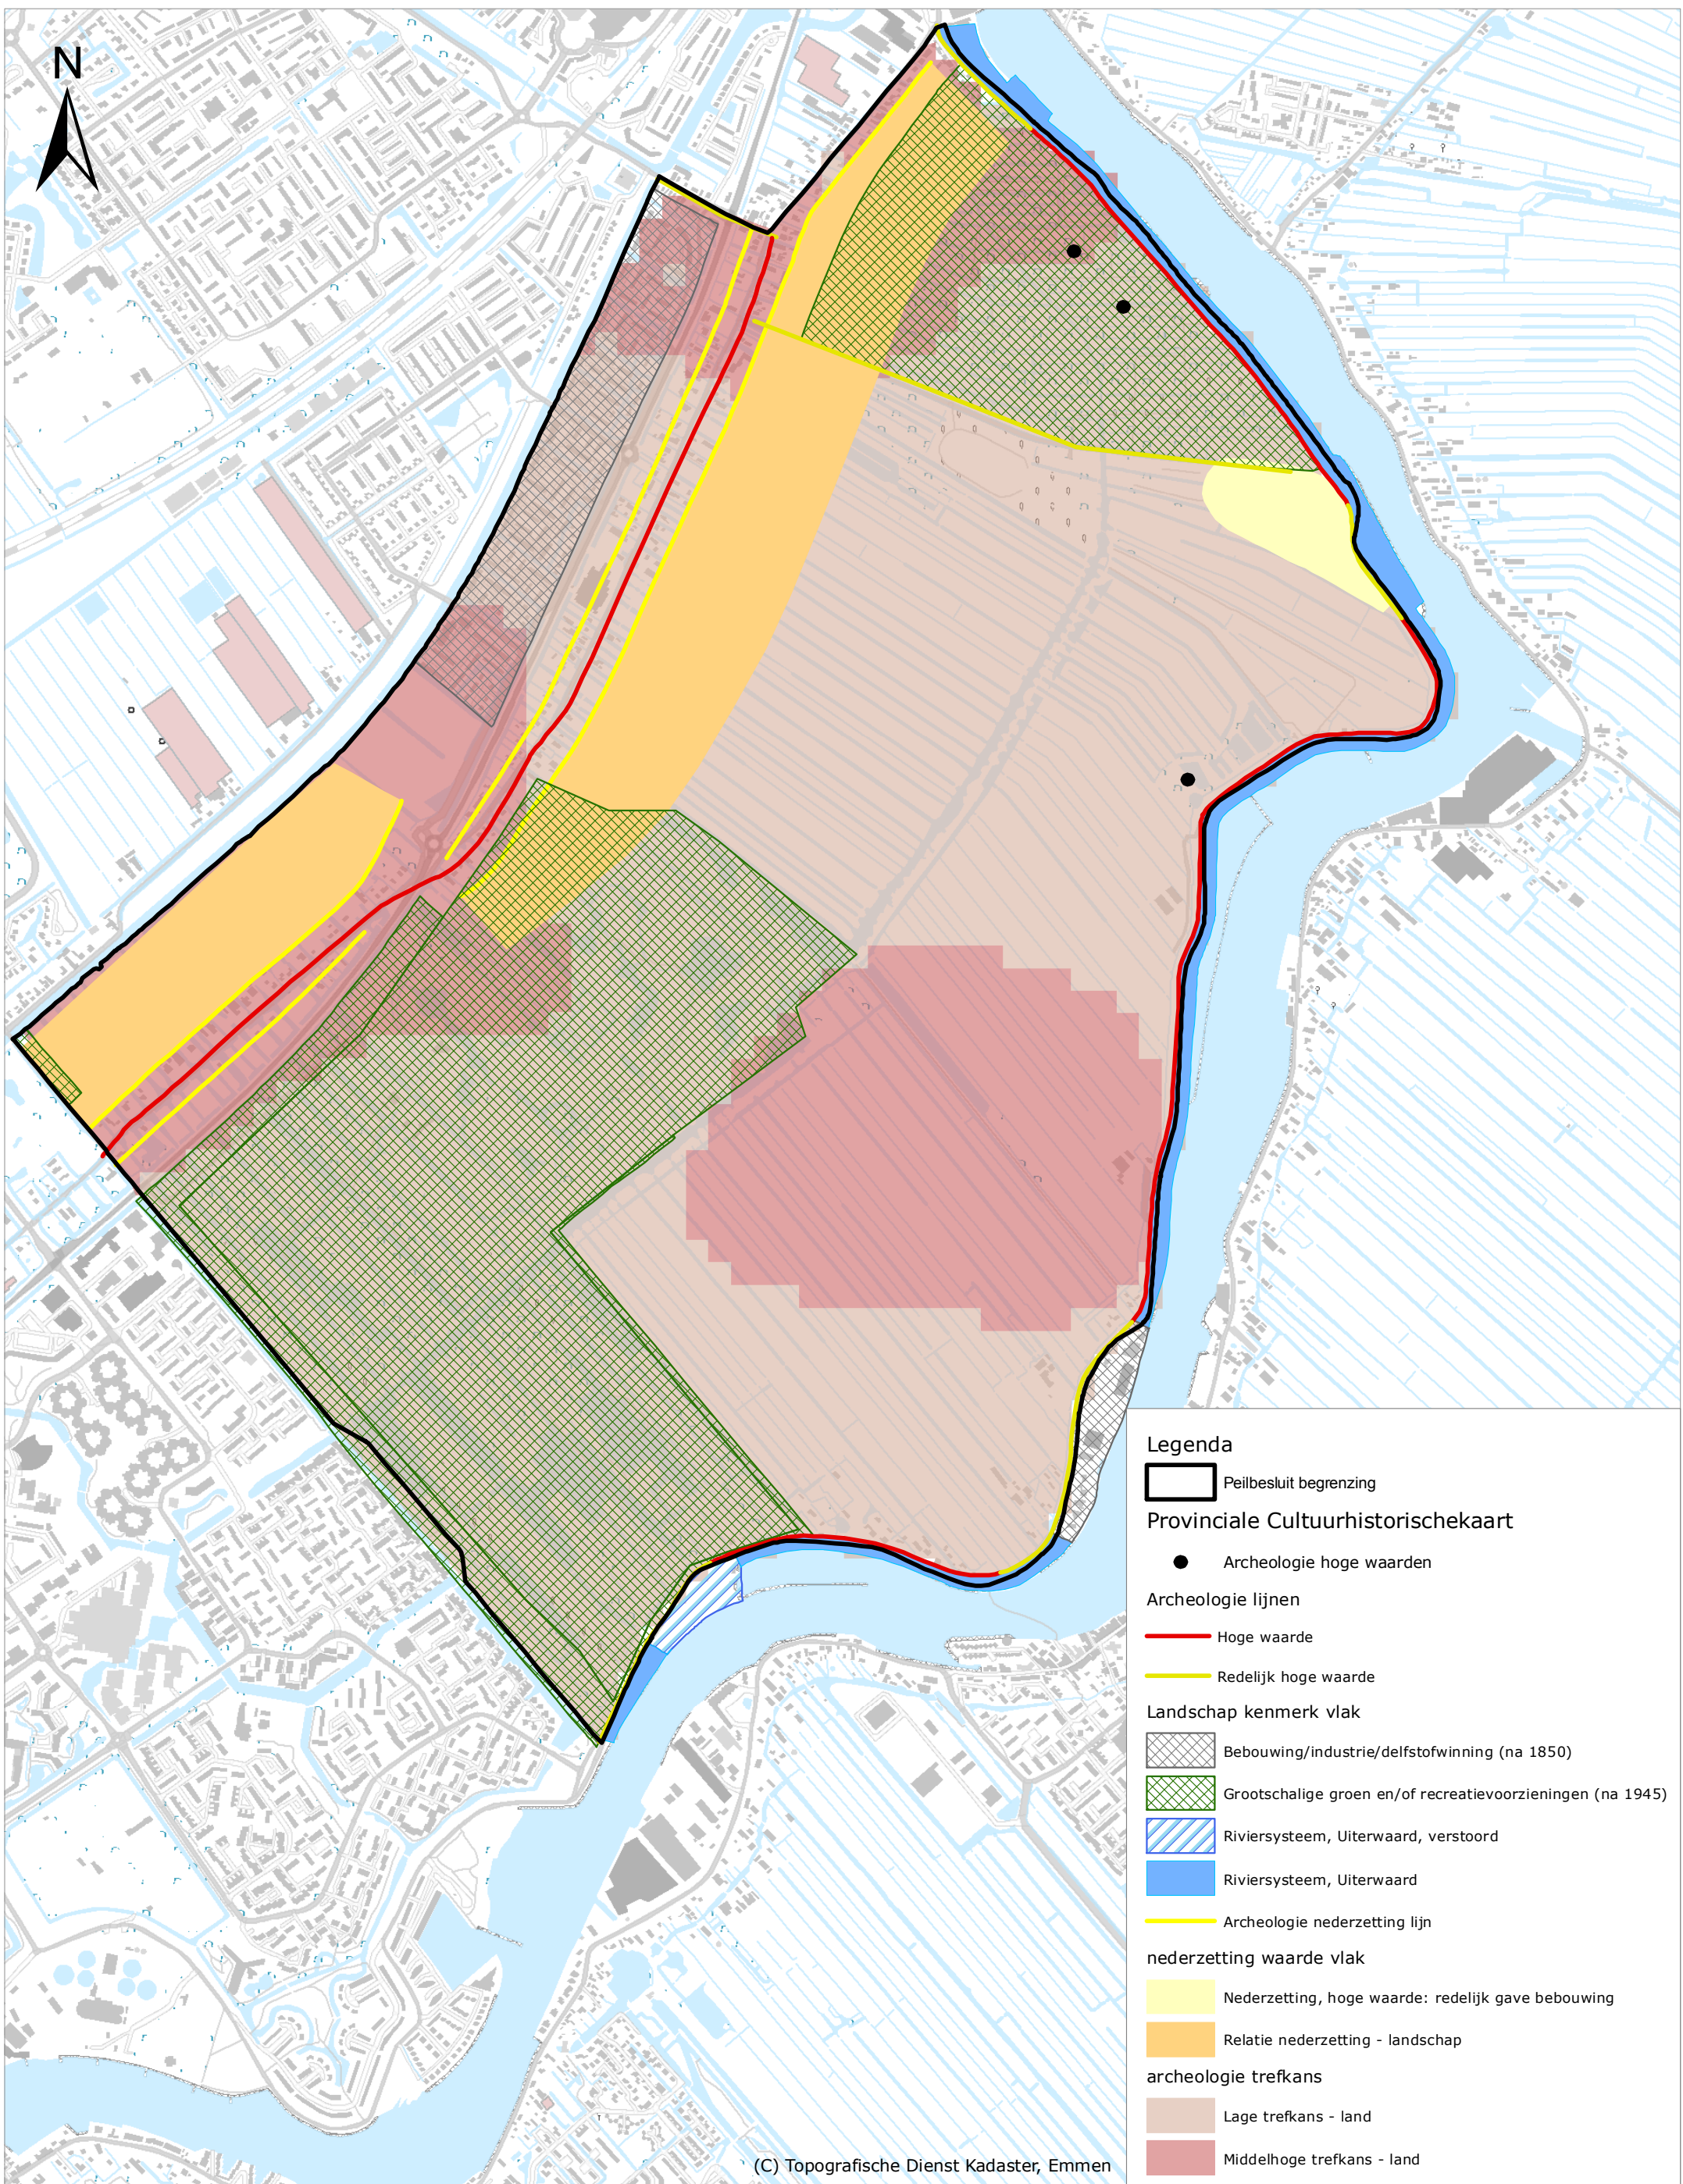 N
Legenda
Peilbesluit begrenzing
Provinciale Cultuurhistorischekaart
Archeologie hoge waarden
Archeologie lijnen
Hoge waarde
Redelijk hoge waarde
Landschap kenmerk vlak
Bebouwing/industrie/delfstofwinning (na 1850)
Grootschalige groen en/of recreatievoorzieningen (na 1945)
Riviersysteem, Uiterwaard, verstoord
Riviersysteem, Uiterwaard
Archeologie nederzetting lijn
nederzetting waarde vlak
Nederzetting, hoge waarde: redelijk gave bebouwing
Relatie nederzetting - landschap
archeologie trefkans
Lage trefkans - land
Middelhoge trefkans - land
(C) Topografische Dienst Kadaster, Emmen